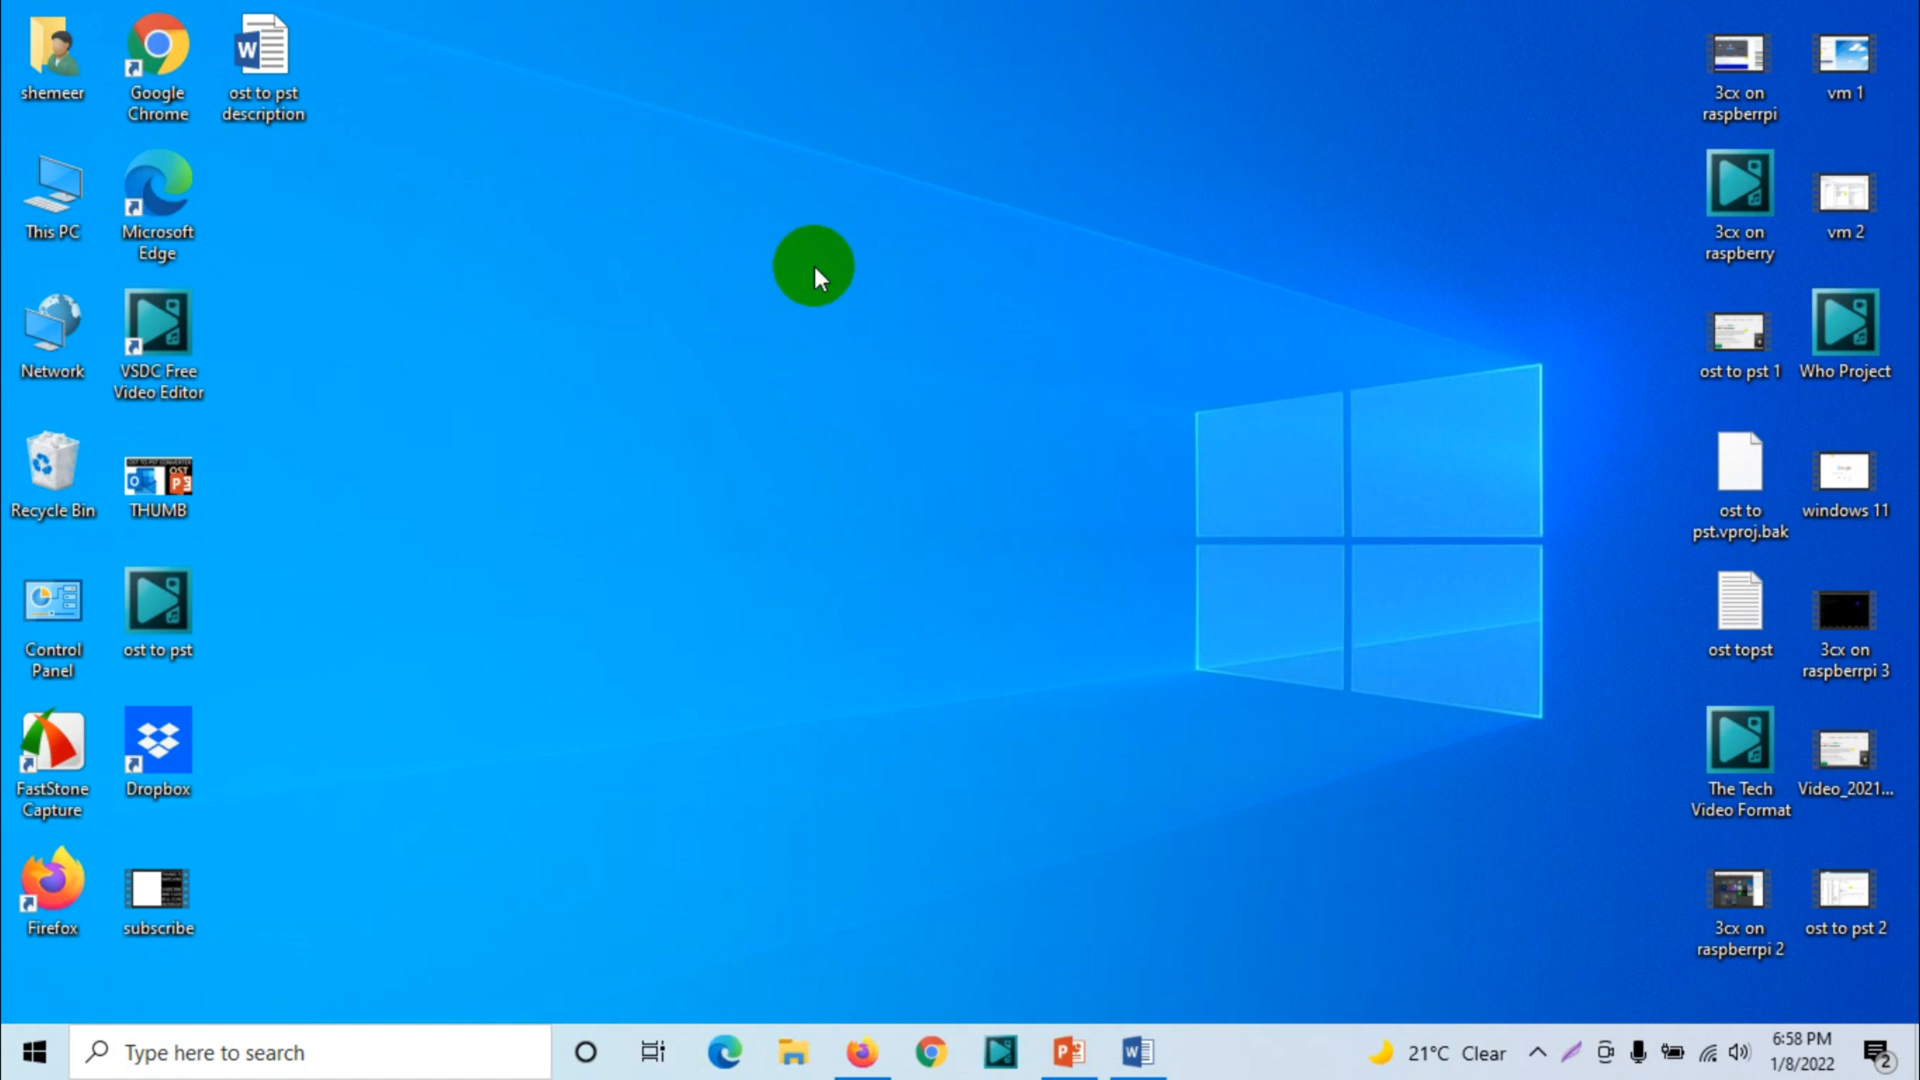 shemeer
Google
Chrome
ost to pst
description
This PC
Microsoft
Edge
Network
VSDC Free
Video Editor
Recycle Bin
THUMB
Control
Panel
ost to pst
FastStone
Capture
Dropbox
Firefox
subscribe
3cx on
raspberrpi
vm 1
3cx on
raspberry
vm 2
ost to pst 1
Who Project
ost to
pst.vproj.bak
windows 11
ost topst
3cx on
raspberrpi 3
The Tech
Video Format
Video_2021...
3cx on
raspberrpi 2
ost to pst 2
Type here to search
21°C Clear
6:58 PM
1/8/2022
2